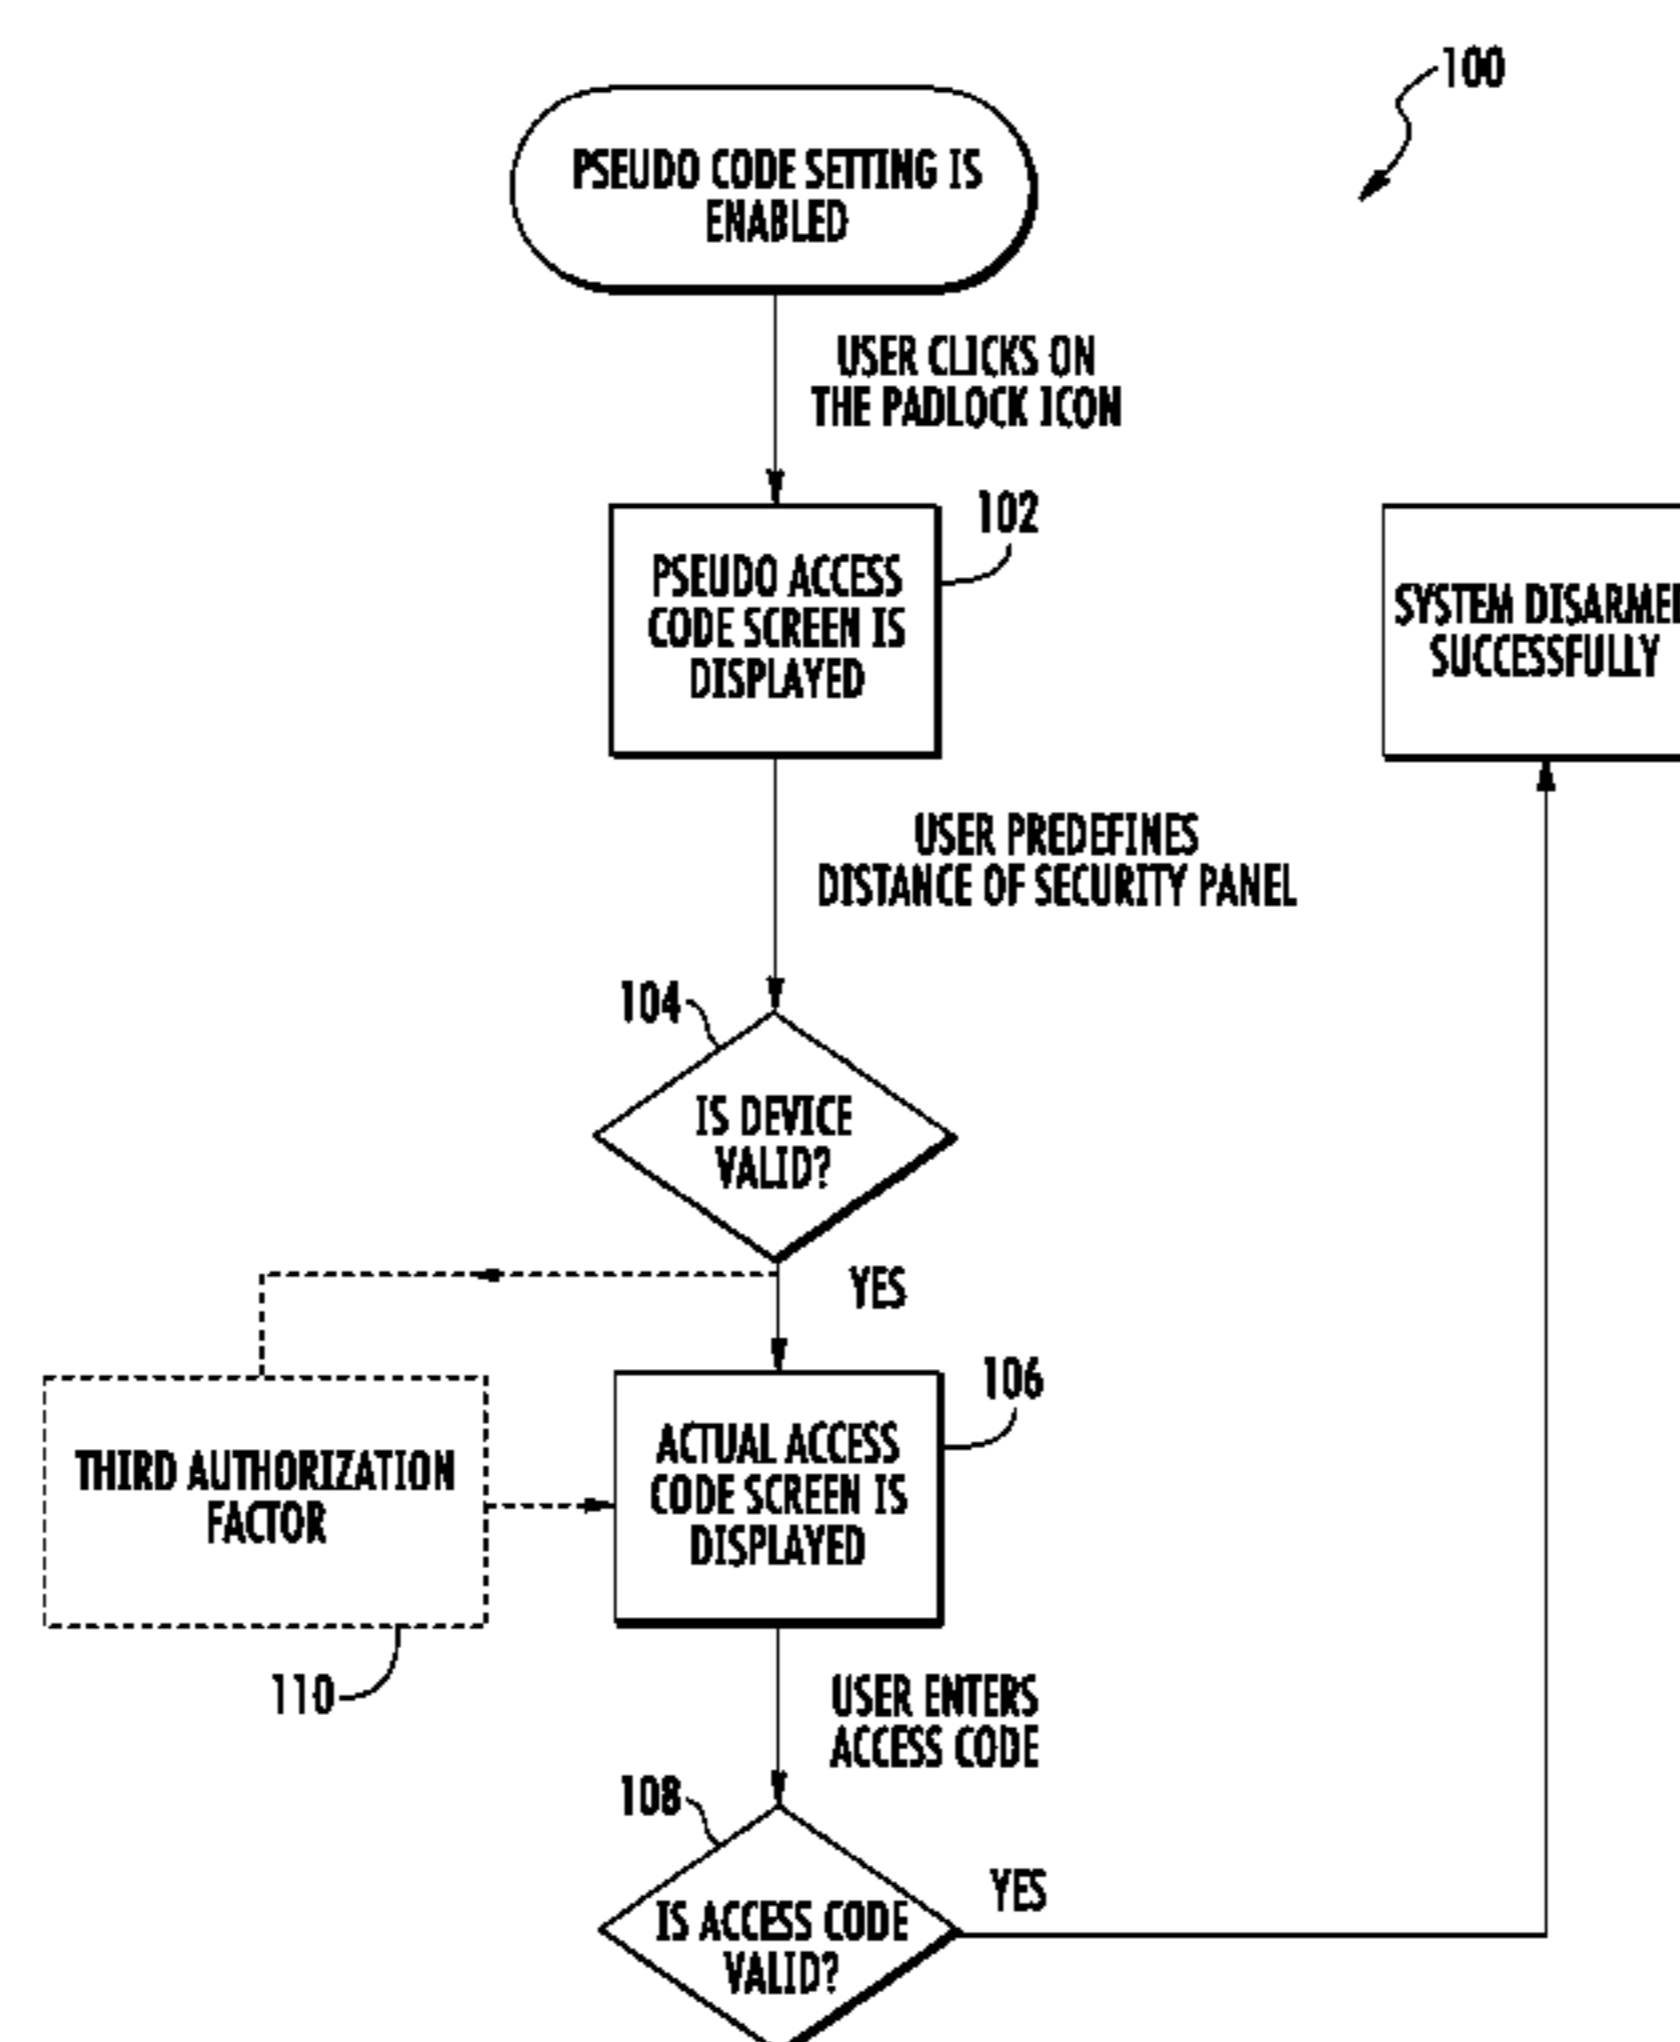 100
PSEUDO CODE SETTING IS
ENABLED
USER CLICKS ON
THE PADLOCK ICON
102
PSEUDO ACCESS
CODE SCREEN IS
DISPLAYED
SYSTEM DISARME
SUCCESSFULLY
USER PREDEFINES
DISTANCE OF SECURITY PANEL
104
IS DEVICE
VALID?
YES
106
ACTUAL ACCESS
CODE SCREEN IS
DISPLAYED
THIRD AUTHORIZATION
FACTOR
110
USER ENTERS
ACCESS CODE
108
IS ACCESS CODE
VALID?
YES